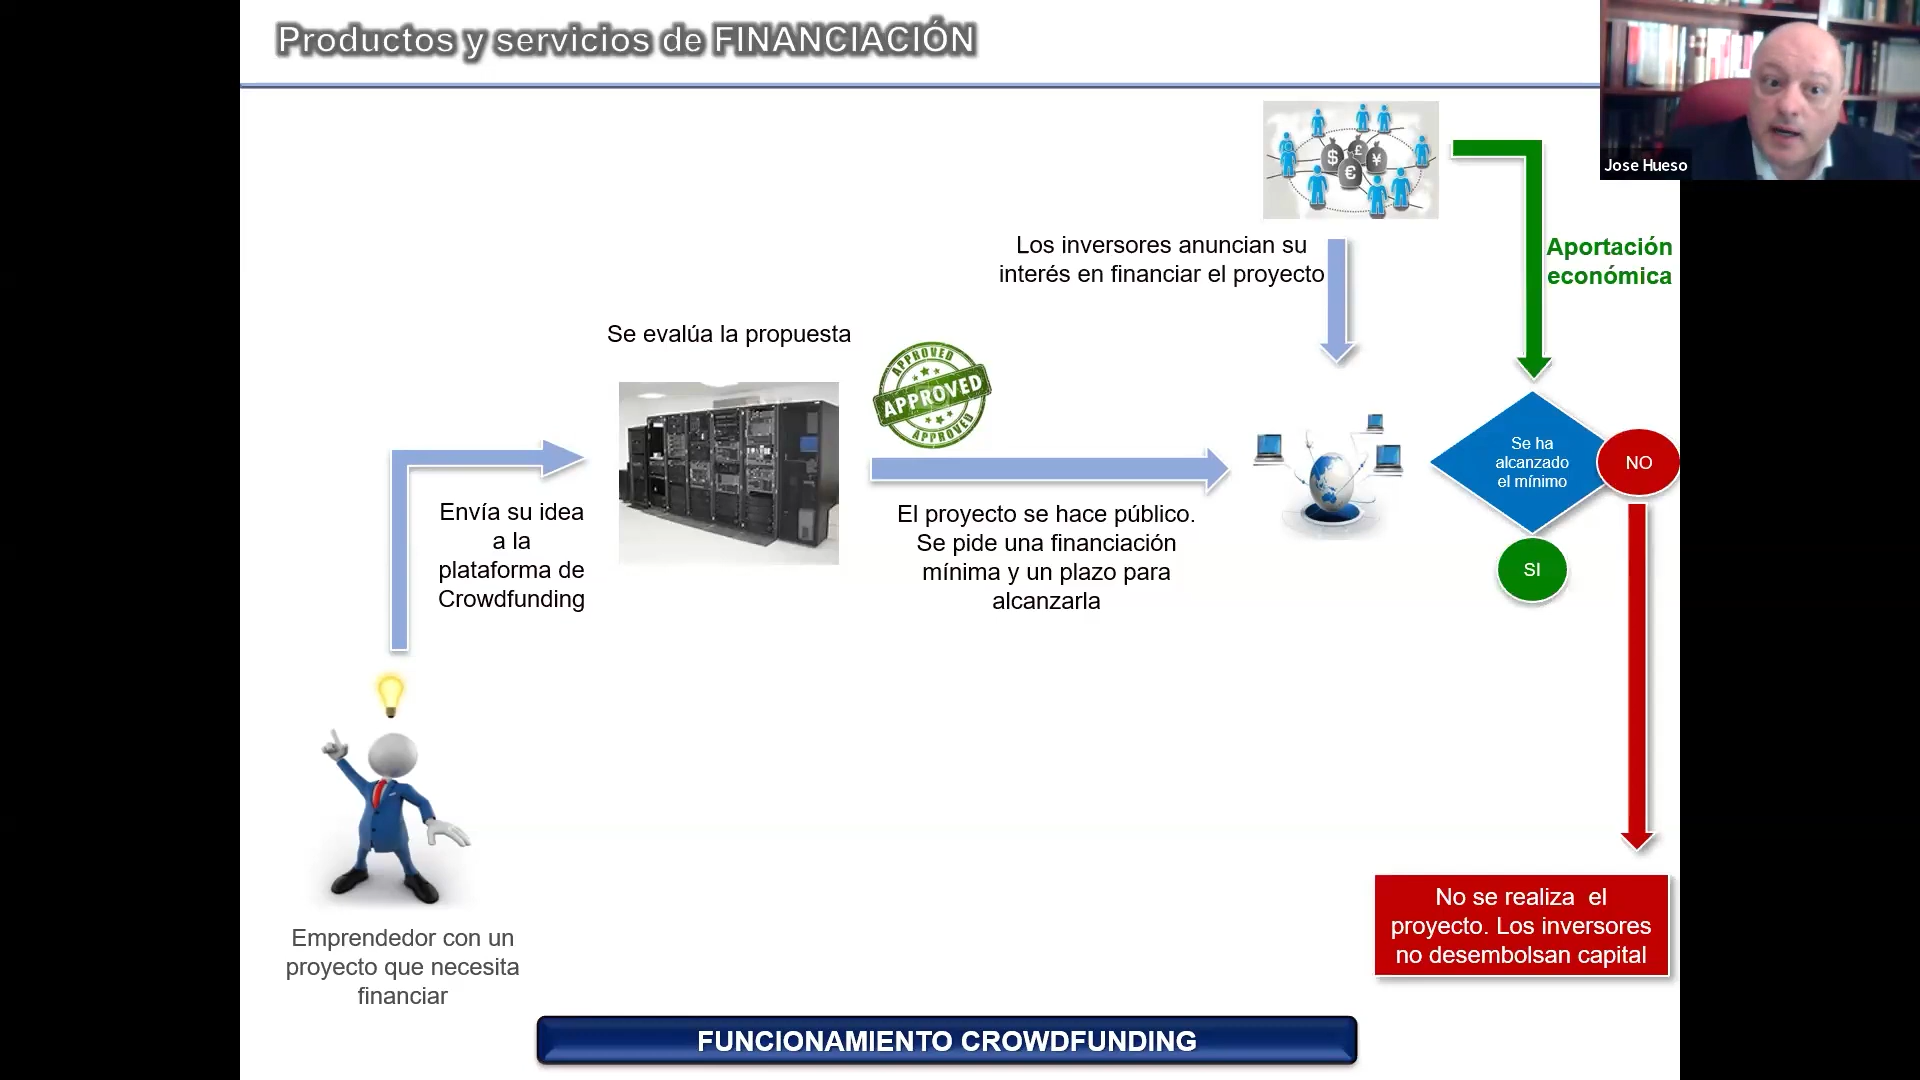 Productos y servicios de FINANCIACIÓN
Jose Hueso
$
£
€
¥
Los inversores anuncian su
interés en financiar el proyecto
Aportación
económica
Se evalúa la propuesta
APPROVED
APPROVED
APPROVED
Se ha
alcanzado
el mínimo
NO
SI
Envía su idea
a la
plataforma de
Crowdfunding
El proyecto se hace público.
Se pide una financiación
mínima y un plazo para
alcanzarla
No se realiza  el
proyecto. Los inversores
no desembolsan capital
Emprendedor con un
proyecto que necesita
financiar
FUNCIONAMIENTO CROWDFUNDING